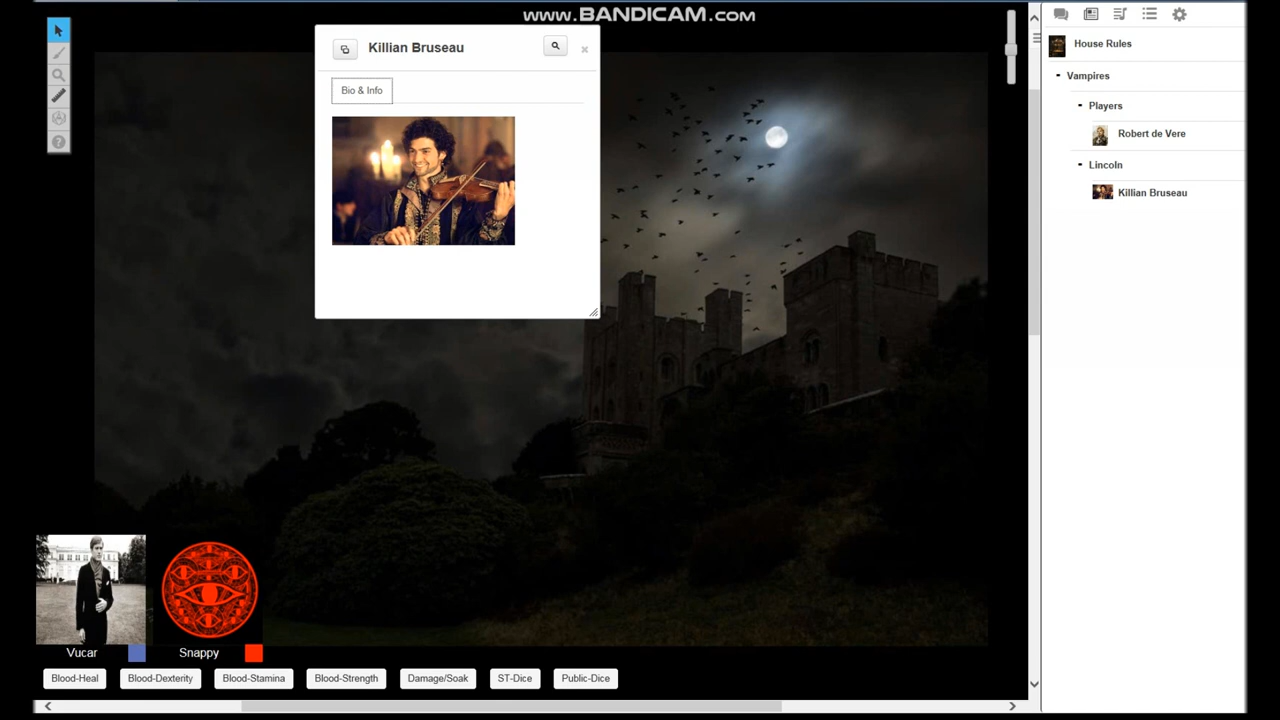 www.BANDICAM.com
Killian Bruseau
Bio & Info
House Rules
Vampires
Players
Robert de Vere
Lincoln
Killian Bruseau
Vucar
Snappy
Blood-Heal
Blood-Dexterity
Blood-Stamina
Blood-Strength
Damage/Soak
ST-Dice
Public-Dice